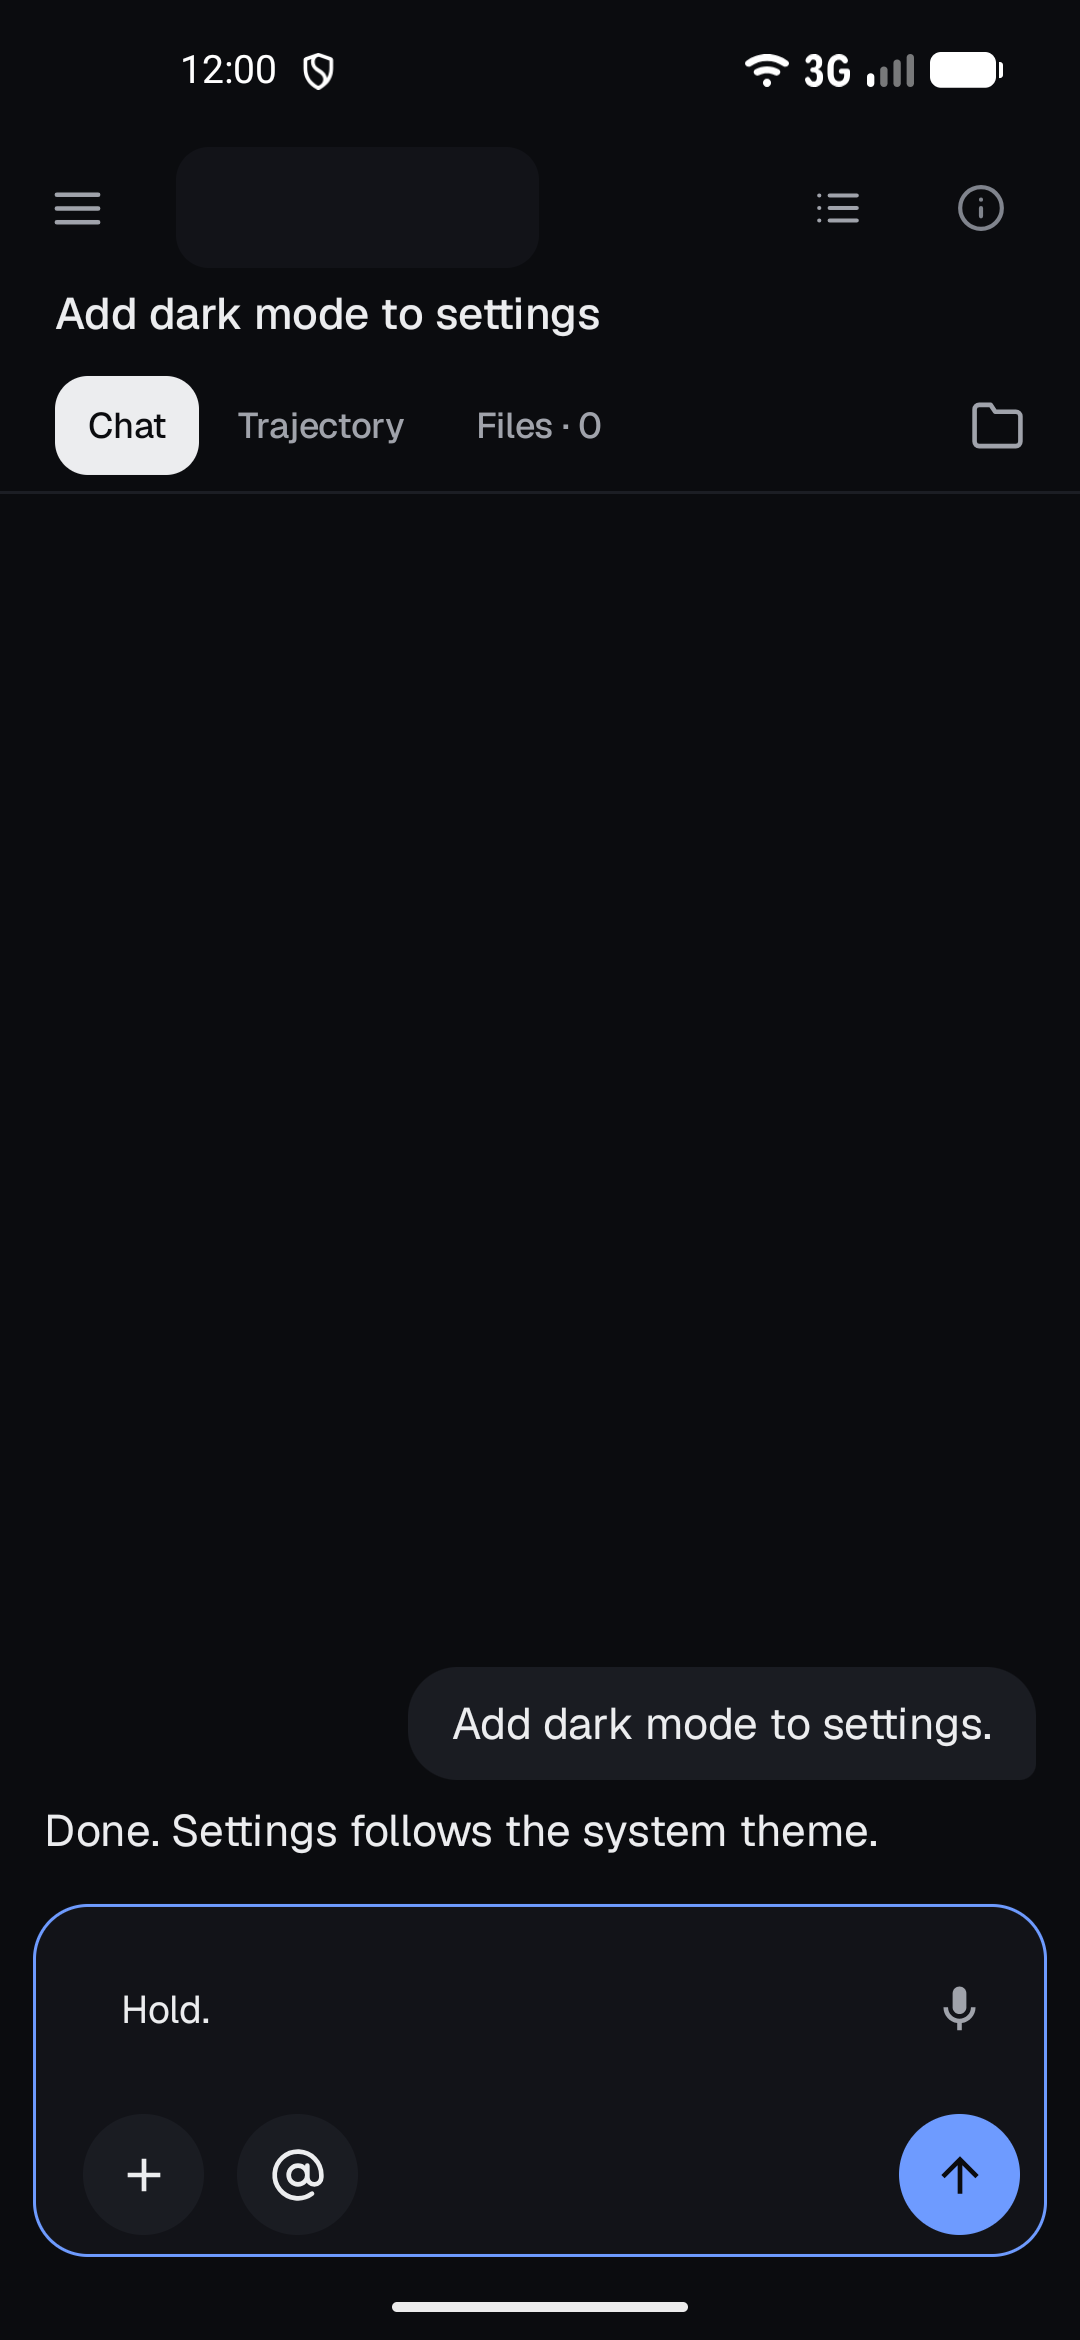 12:00
3G
Add dark mode to settings
Chat
Trajectory
Files · 0
Add dark mode to settings.
Done. Settings follows the system theme.
Hold.